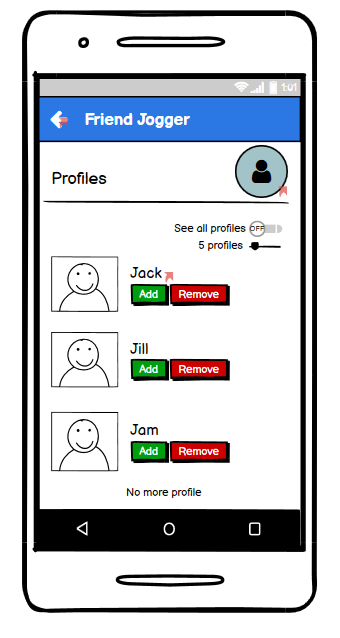 1:01
Friend Jogger
Profiles
See all profiles OFF
5 profiles
Jack
Add Remove
Jill
Add Remove
Jam
Add Remove
No more profile